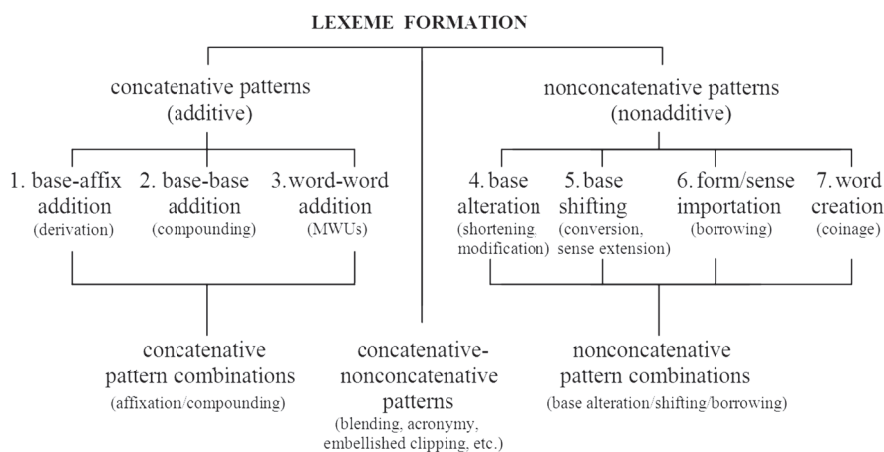 LEXEME FORMATION
concatenative patterns
(additive)
nonconcatenative patterns
(nonadditive)
1. base-affix
addition
(derivation)
2. base-base
addition
(compounding)
3. word-word
addition
(MWUs)
4. base
alteration
(shortening,
modification)
5. base
shifting
(conversion,
sense extension)
6. form/sense
importation
(borrowing)
7. word
creation
(coinage)
concatenative
pattern combinations
(affixation/compounding)
concatenative-
nonconcatenative
patterns
(blending, acronymy,
embellished clipping, etc.)
nonconcatenative
pattern combinations
(base alteration/shifting/borrowing)